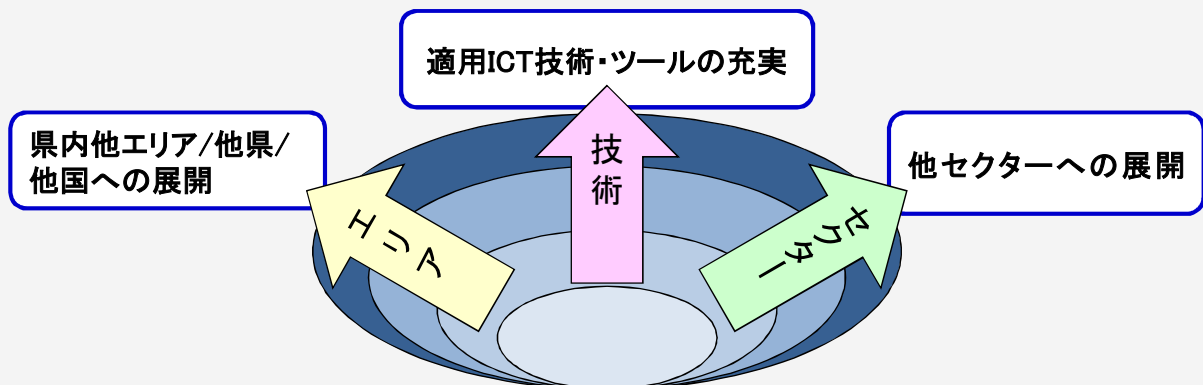 適用ICT技術・ツールの充実
県内他エリア/他県/
他国への展開
他セクターへの展開
技術
エリア
セクター